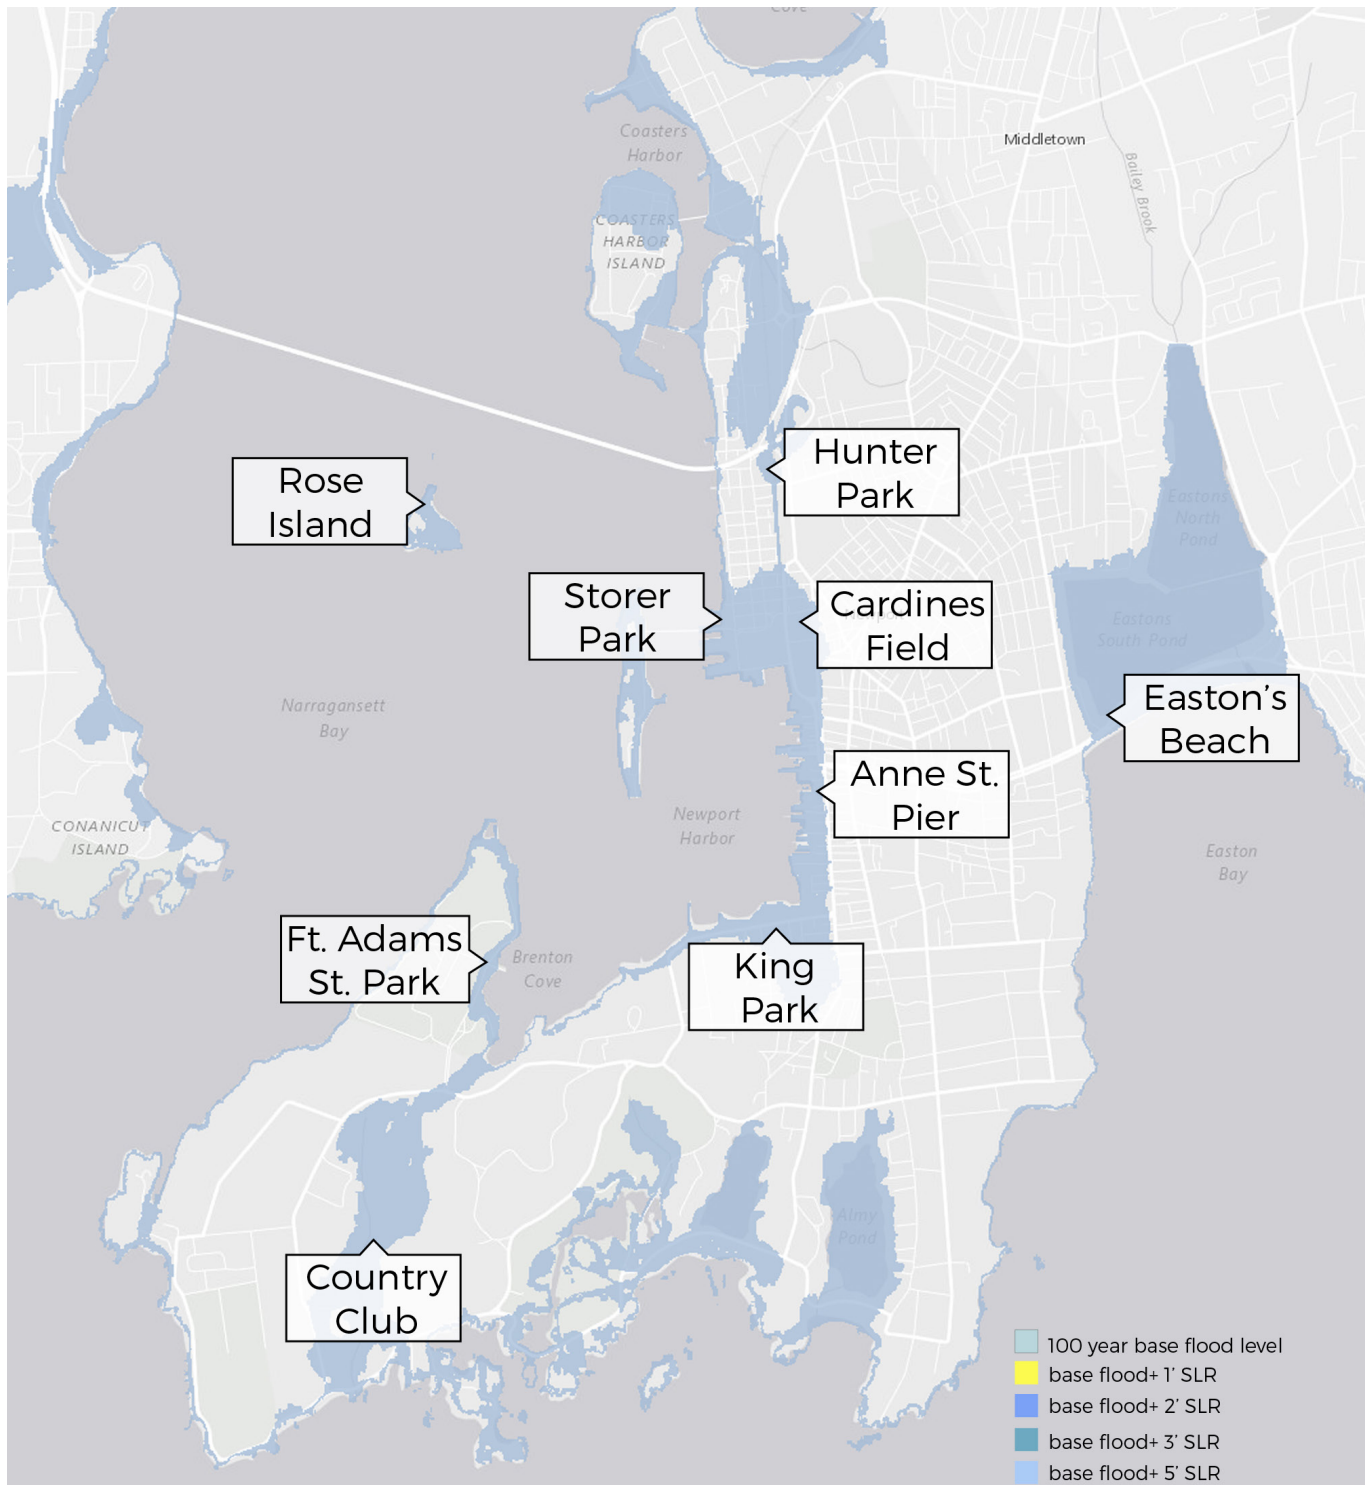 Cove
Coasters
Harbor
Middletown
Bailey Brook
COASTERS
HARBOR
ISLAND
Hunter
Park
Rose
Island
Eastons
North
Pond
Storer
Park
Cardines
Field
Eastons
South Pond
Easton's
Beach
Narragansett
Bay
Anne St.
Pier
Newport
Harbor
CONANICUT
ISLAND
Easton
Bay
Ft. Adams
St. Park
Brenton
Cove
King
Park
Almy
Pond
Country
Club
100 year base flood level
base flood+ 1' SLR
base flood+ 2' SLR
base flood+ 3' SLR
base flood+ 5' SLR